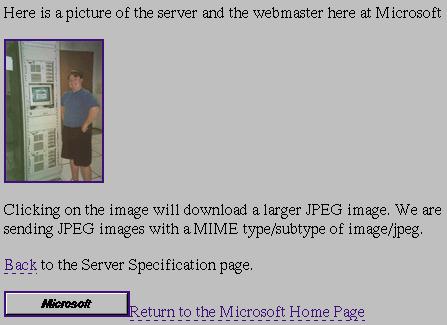 Here is a picture of the server and the webmaster here at Microsoft
Clicking on the image will download a larger JPEG image. We are
sending JPEG images with a MIME type/subtype of image/jpeg.
Back to the Server Specification page.
Microsoft Return to the Microsoft Home Page